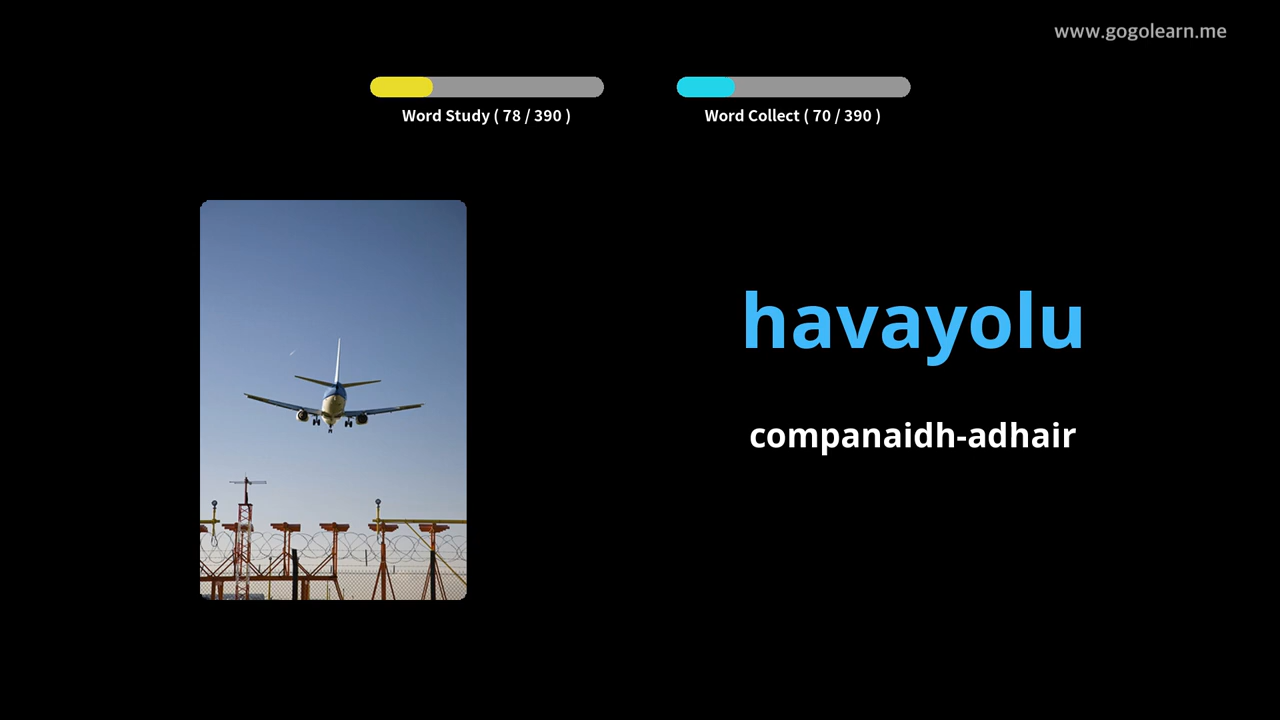 www.gogolearn.me
Word Study ( 78 / 390 )
Word Collect ( 70 / 390 )
havayolu
companaidh-adhair